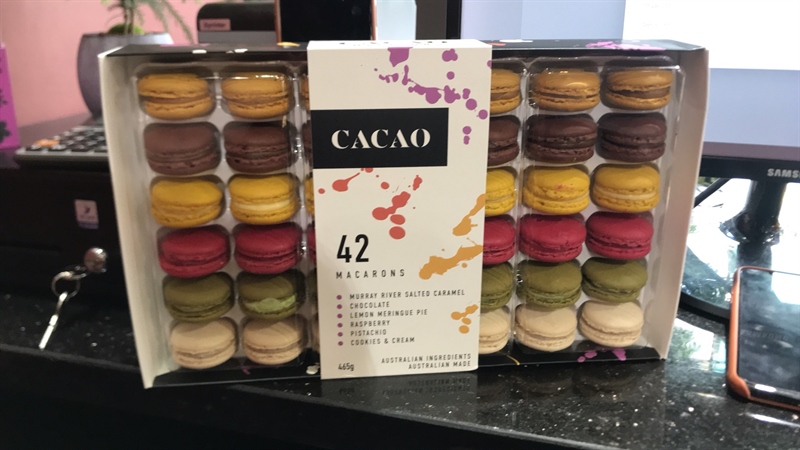 CACAO
42
MACARONS
MURRAY RIVER SALTED CARAMEL
CHOCOLATE
LEMON MERINGUE PIE
RASPBERRY
PISTACHIO
COOKIES & CREAM
465g
AUSTRALIAN INGREDIENTS
AUSTRALIAN MADE
SAMSUNG